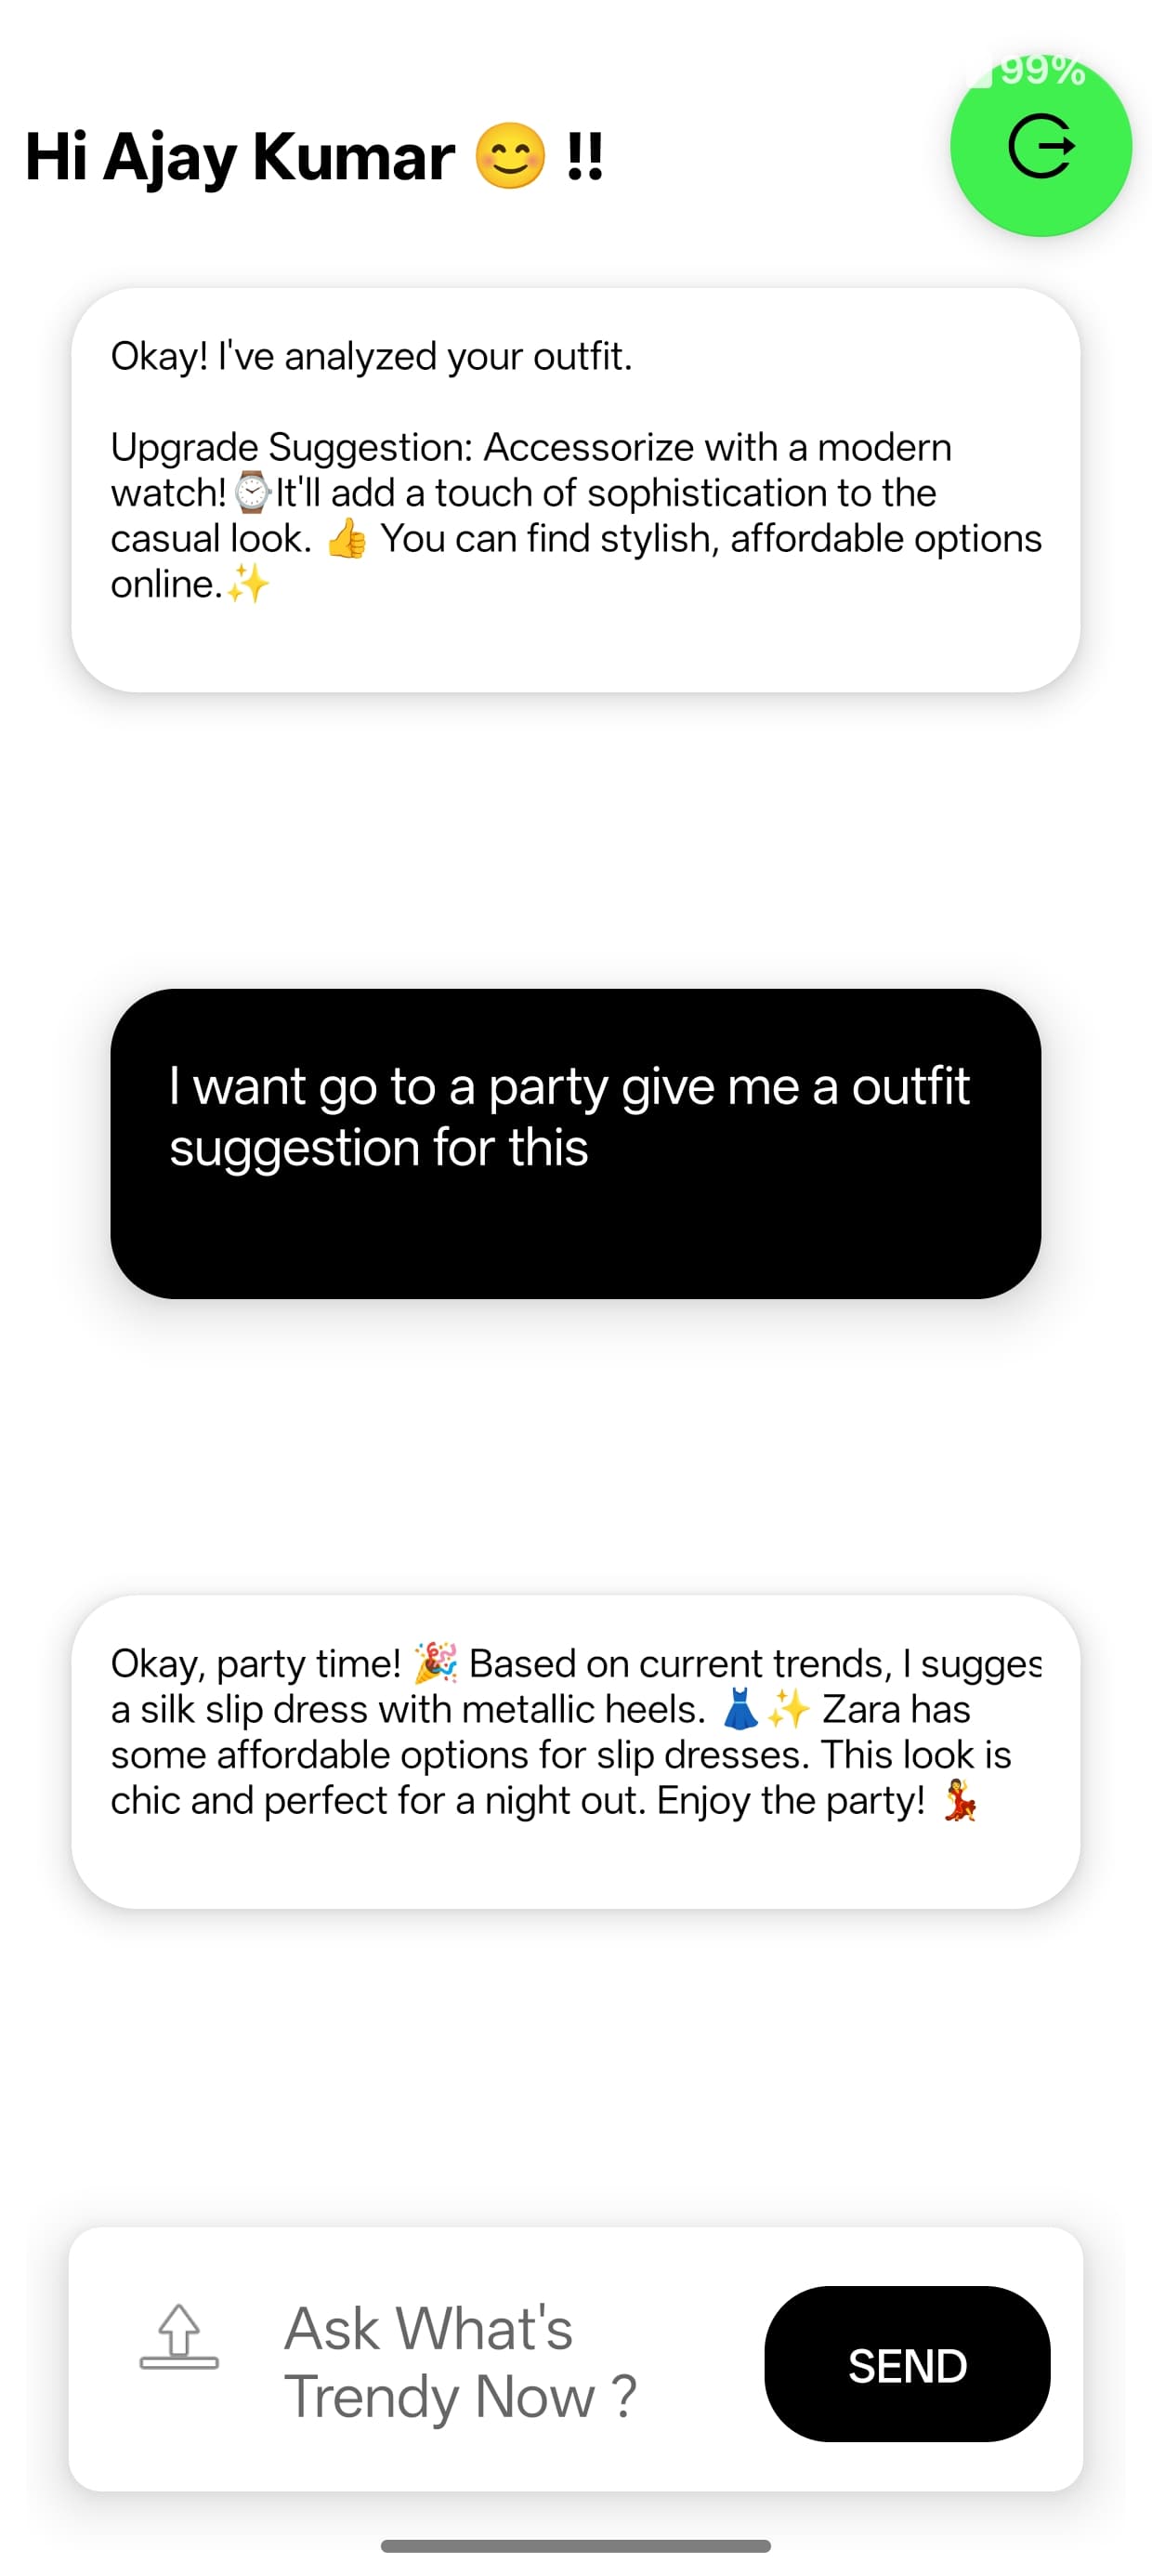 99%
Hi Ajay Kumar 😊 !!
Okay! I've analyzed your outfit.
Upgrade Suggestion: Accessorize with a modern
watch!⌚It'll add a touch of sophistication to the
casual look. 👍 You can find stylish, affordable options
online.✨
I want go to a party give me a outfit
suggestion for this
Okay, party time! 🎉 Based on current trends, I sugges
a silk slip dress with metallic heels. 👗✨ Zara has
some affordable options for slip dresses. This look is
chic and perfect for a night out. Enjoy the party! 💃
Ask What's
Trendy Now ?
SEND